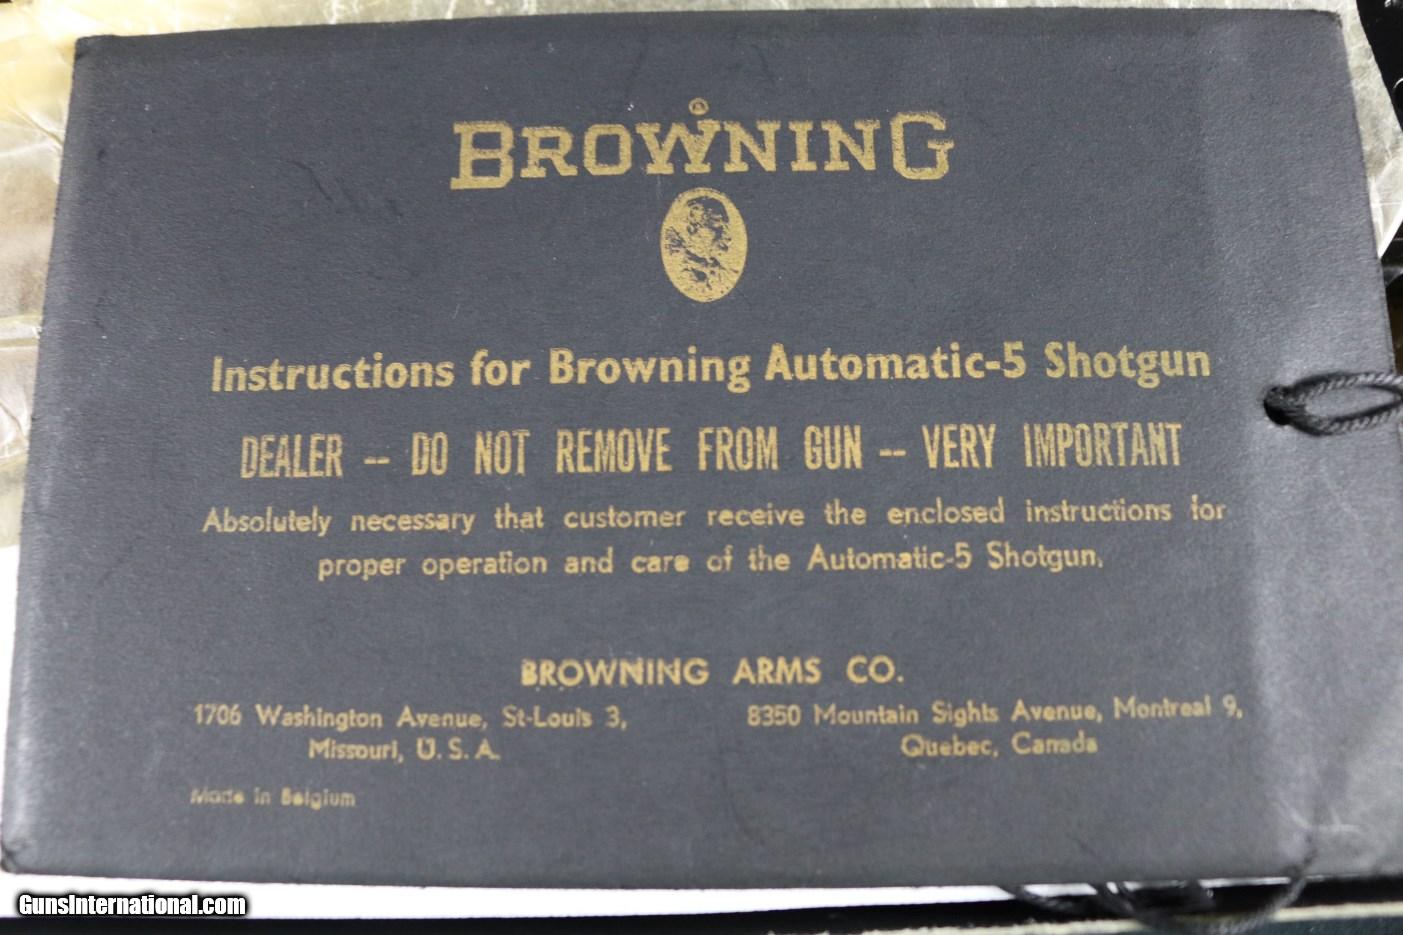 ®
BROWNING
Instructions for Browning Automatic-5 Shotgun
DEALER -- DO NOT REMOVE FROM GUN -- VERY IMPORTANT
Absolutely necessary that customer receive the enclosed instructions for
proper operation and care of the Automatic-5 Shotgun.
BROWNING ARMS CO.
1706 Washington Avenue, St-Louis 3,
Missouri, U.S.A.
8350 Mountain Sights Avenue, Montreal 9,
Quebec, Canada
Made in Belgium
GunsInternational.com